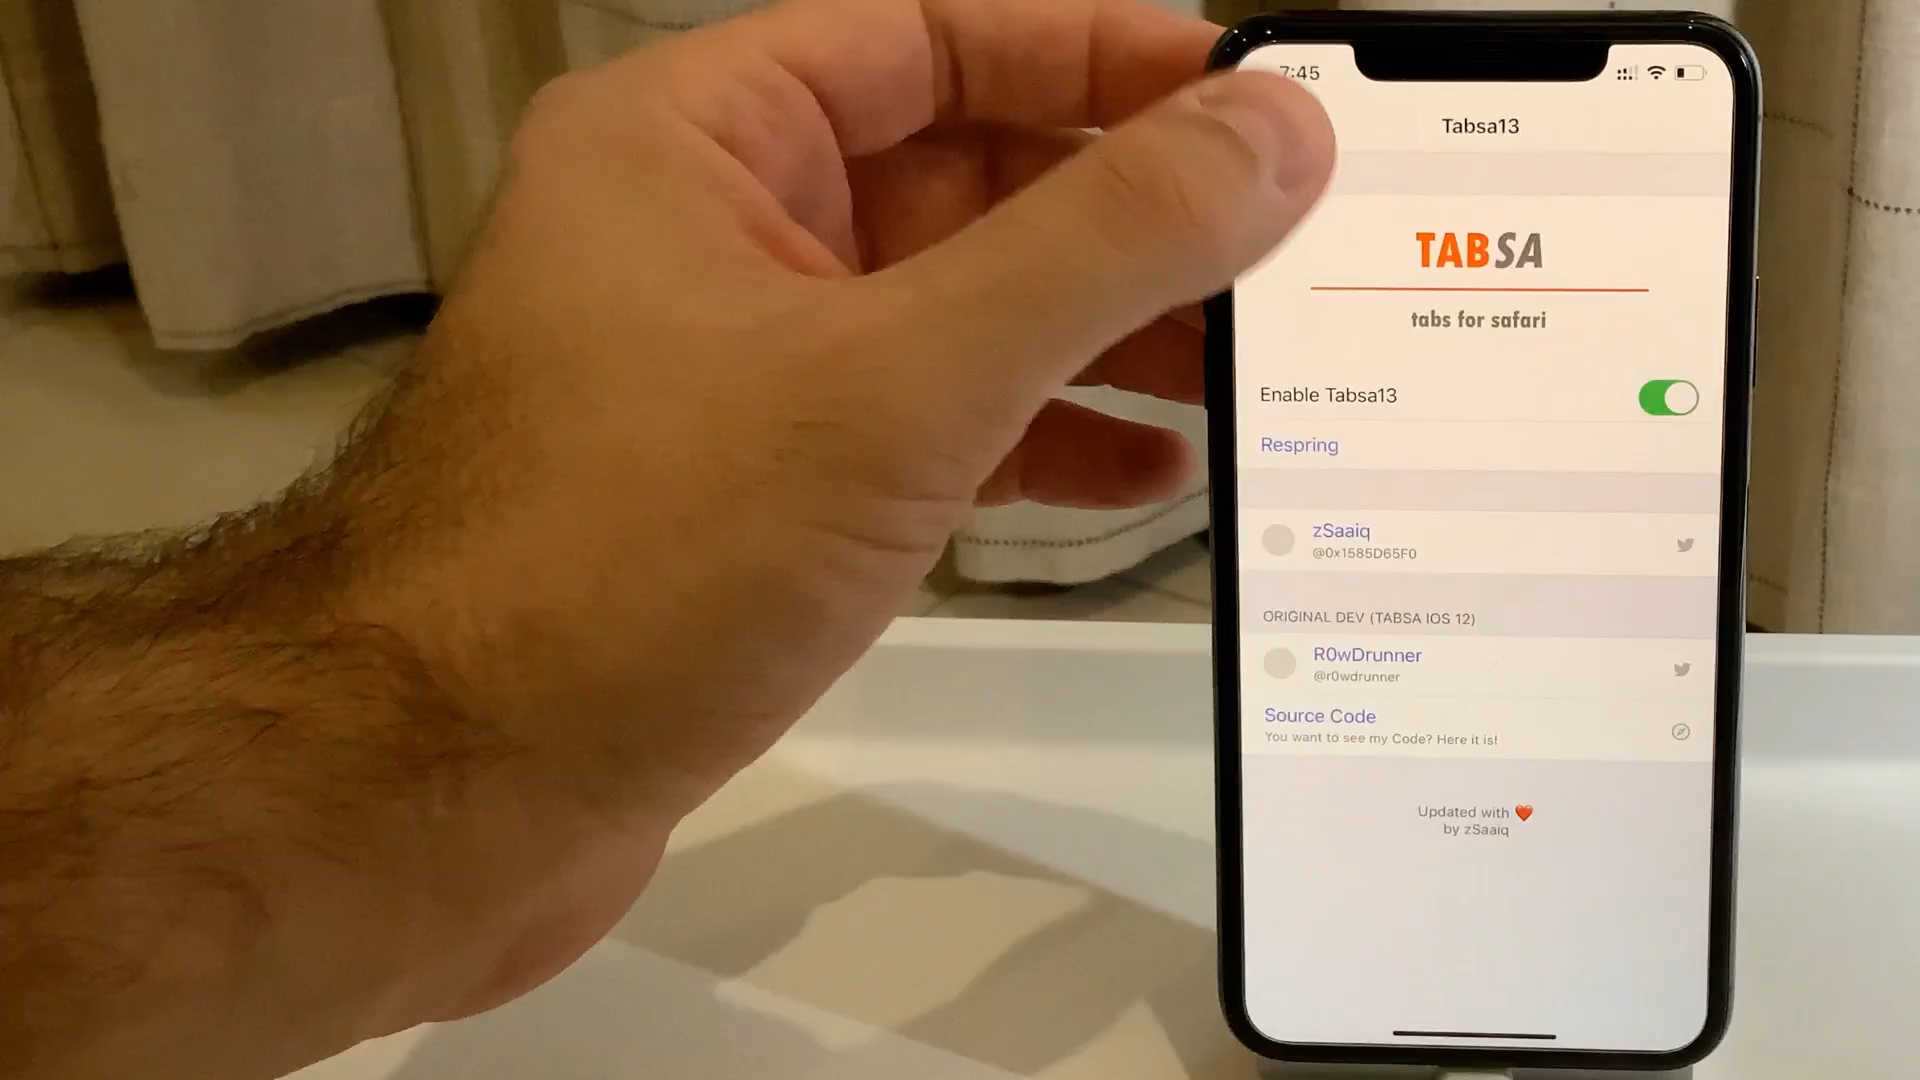 7:45
Tabsa13
TABSA
tabs for safari
Enable Tabsa13
Respring
zSaaiq
@0x1585D65F0
ORIGINAL DEV (TABSA IOS 12)
R0wDrunner
@r0wdrunner
Source Code
You want to see my Code? Here it is!
Updated with ❤️
by zSaaiq